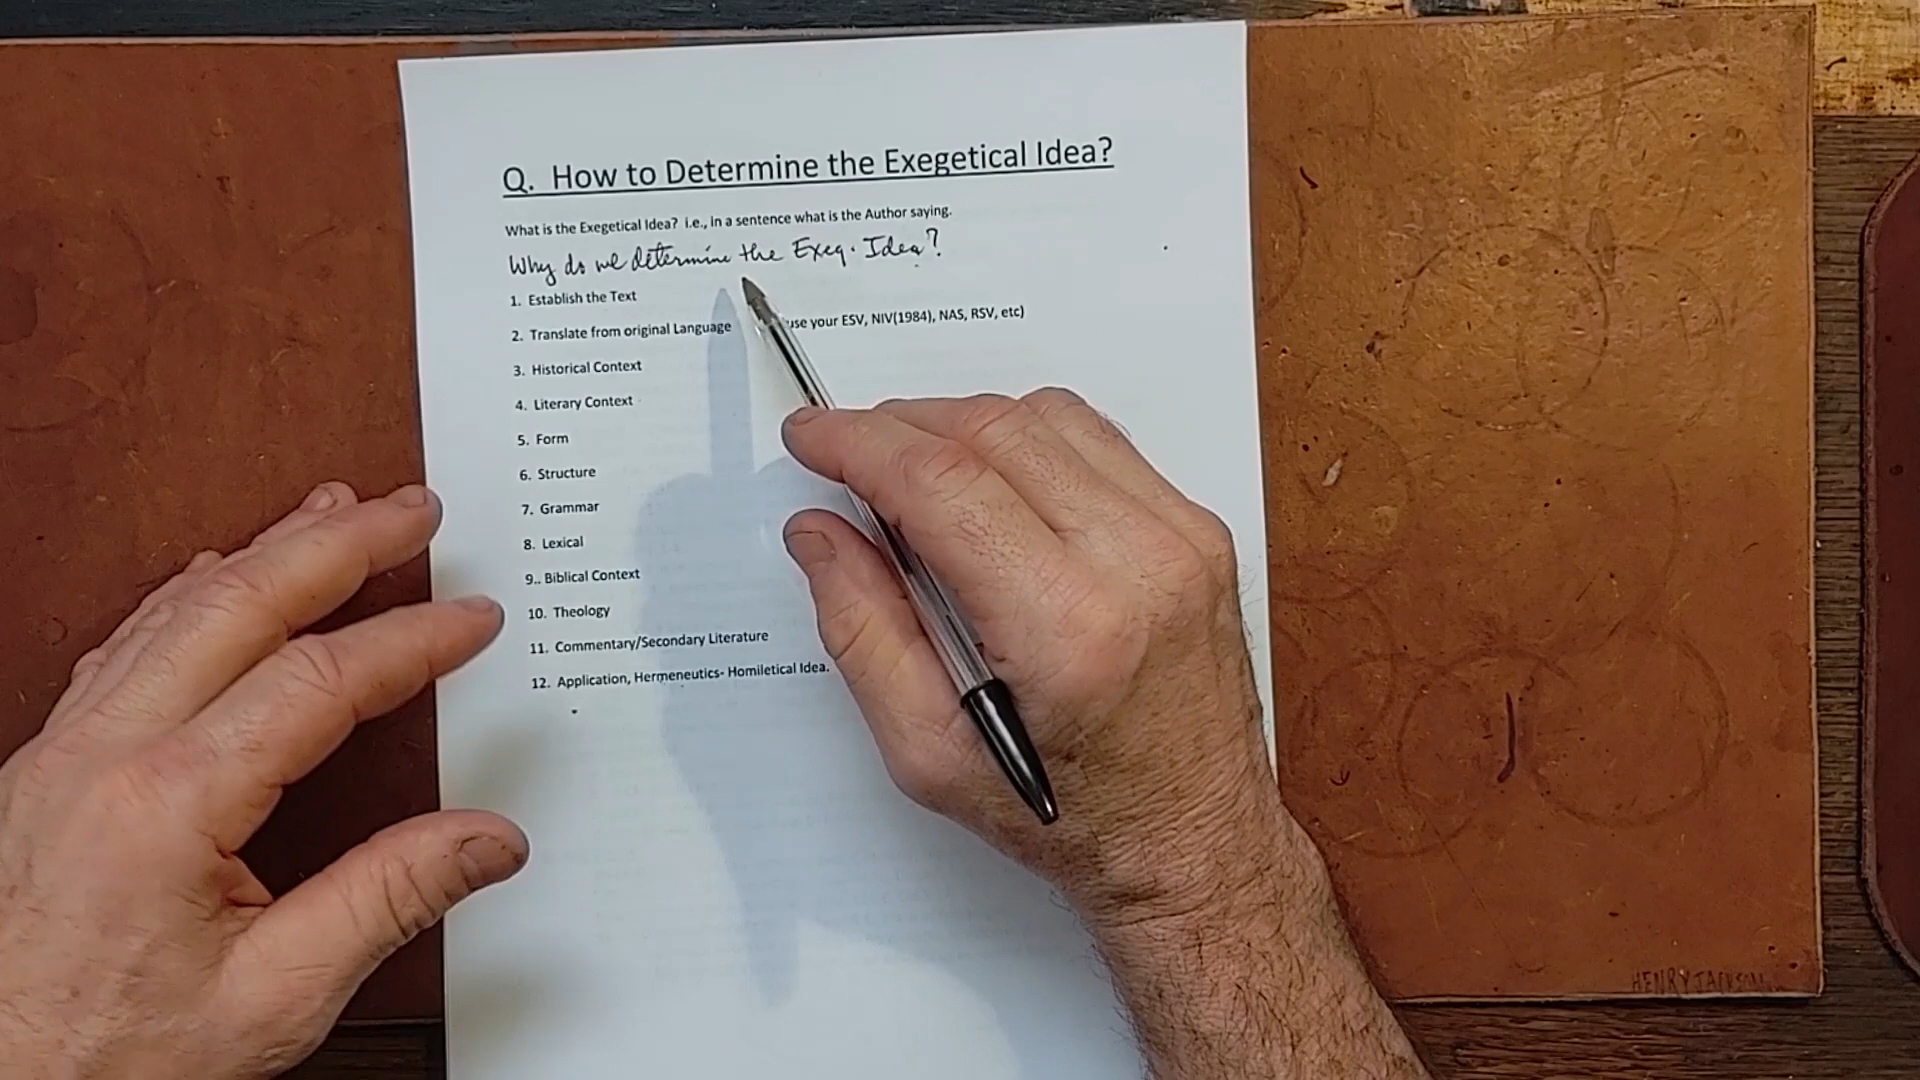 Q. How to Determine the Exegetical Idea?
What is the Exegetical Idea? i.e., in a sentence what is the Author saying.
Why do we determine the Exeg. Idea?
1. Establish the Text
2. Translate from original Language use your ESV, NIV(1984), NAS, RSV, etc)
3. Historical Context
4. Literary Context
5. Form
6. Structure
7. Grammar
8. Lexical
9.. Biblical Context
10. Theology
11. Commentary/Secondary Literature
12. Application, Hermeneutics- Homiletical Idea.
HENRY JACKSON